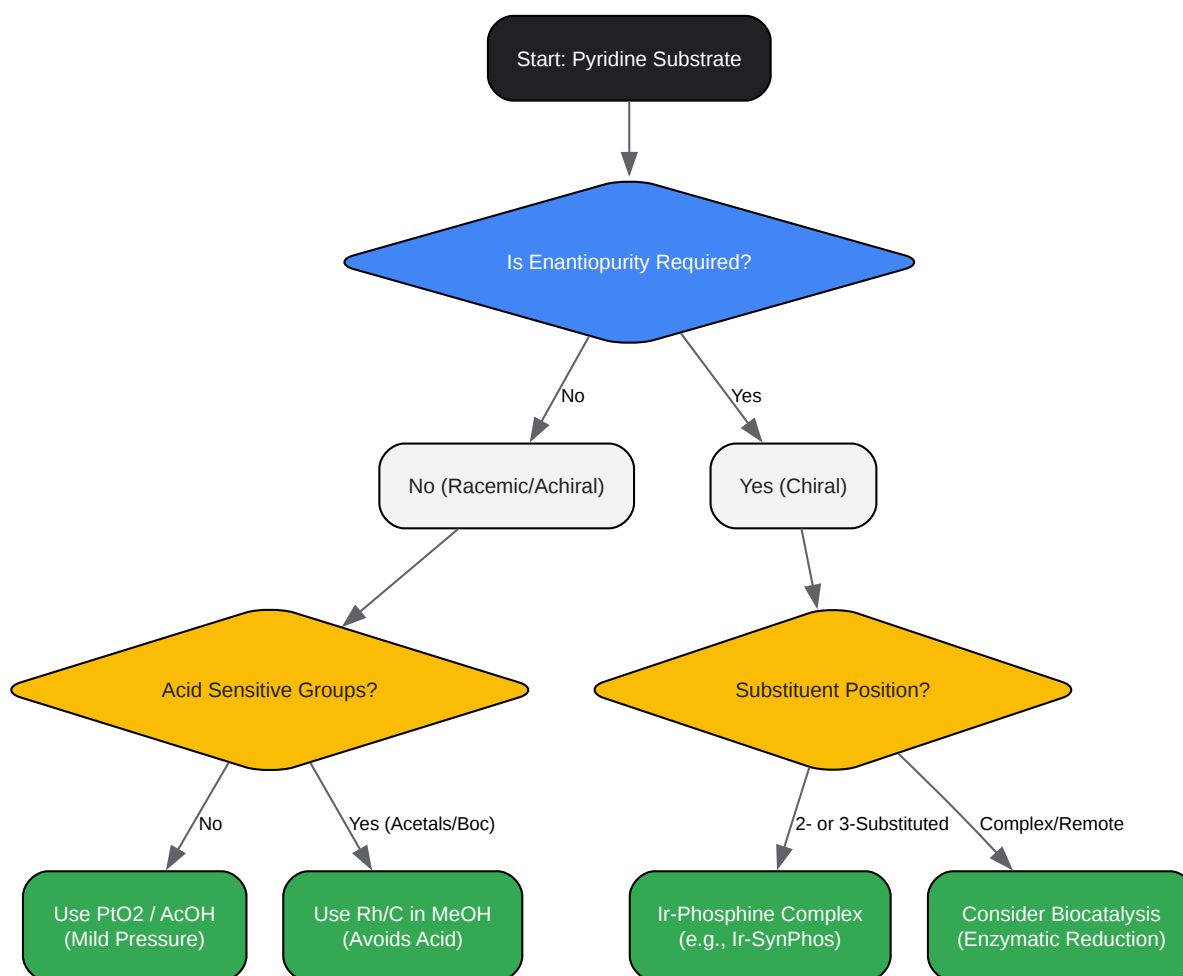 Start: Pyridine Substrate
Is Enantiopurity Required?
No
Yes
No (Racemic/Achiral)
Yes (Chiral)
Acid Sensitive Groups?
Substituent Position?
No
Yes (Acetals/Boc)
2- or 3-Substituted
Complex/Remote
Use PtO2 / AcOH
(Mild Pressure)
Use Rh/C in MeOH
(Avoids Acid)
Ir-Phosphine Complex
(e.g., Ir-SynPhos)
Consider Biocatalysis
(Enzymatic Reduction)